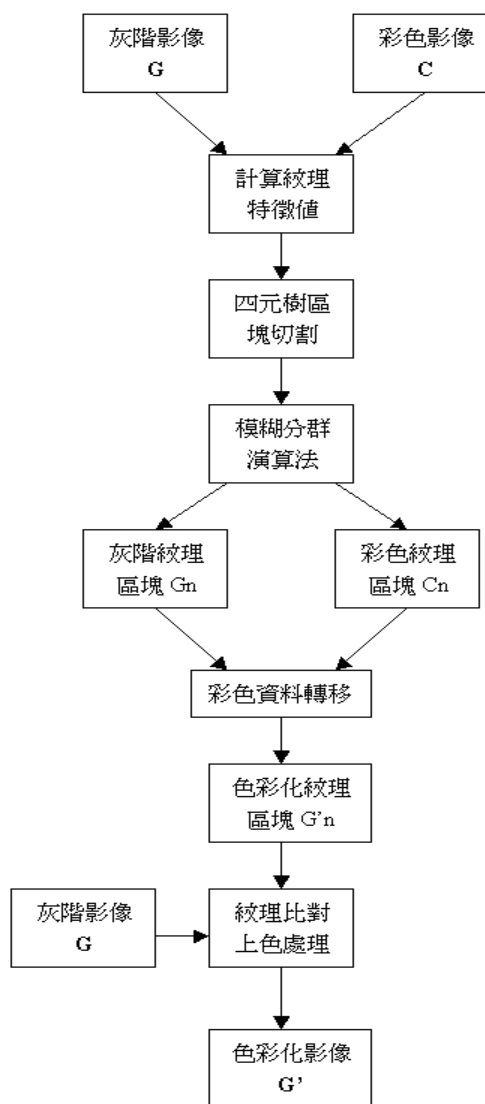 灰階影像
G
彩色影像
C
計算紋理
特徵值
四元樹區
塊切割
模糊分群
演算法
灰階紋理
區塊 Gn
彩色紋理
區塊 Cn
彩色資料轉移
色彩化紋理
區塊 G'n
灰階影像
G
紋理比對
上色處理
色彩化影像
G’